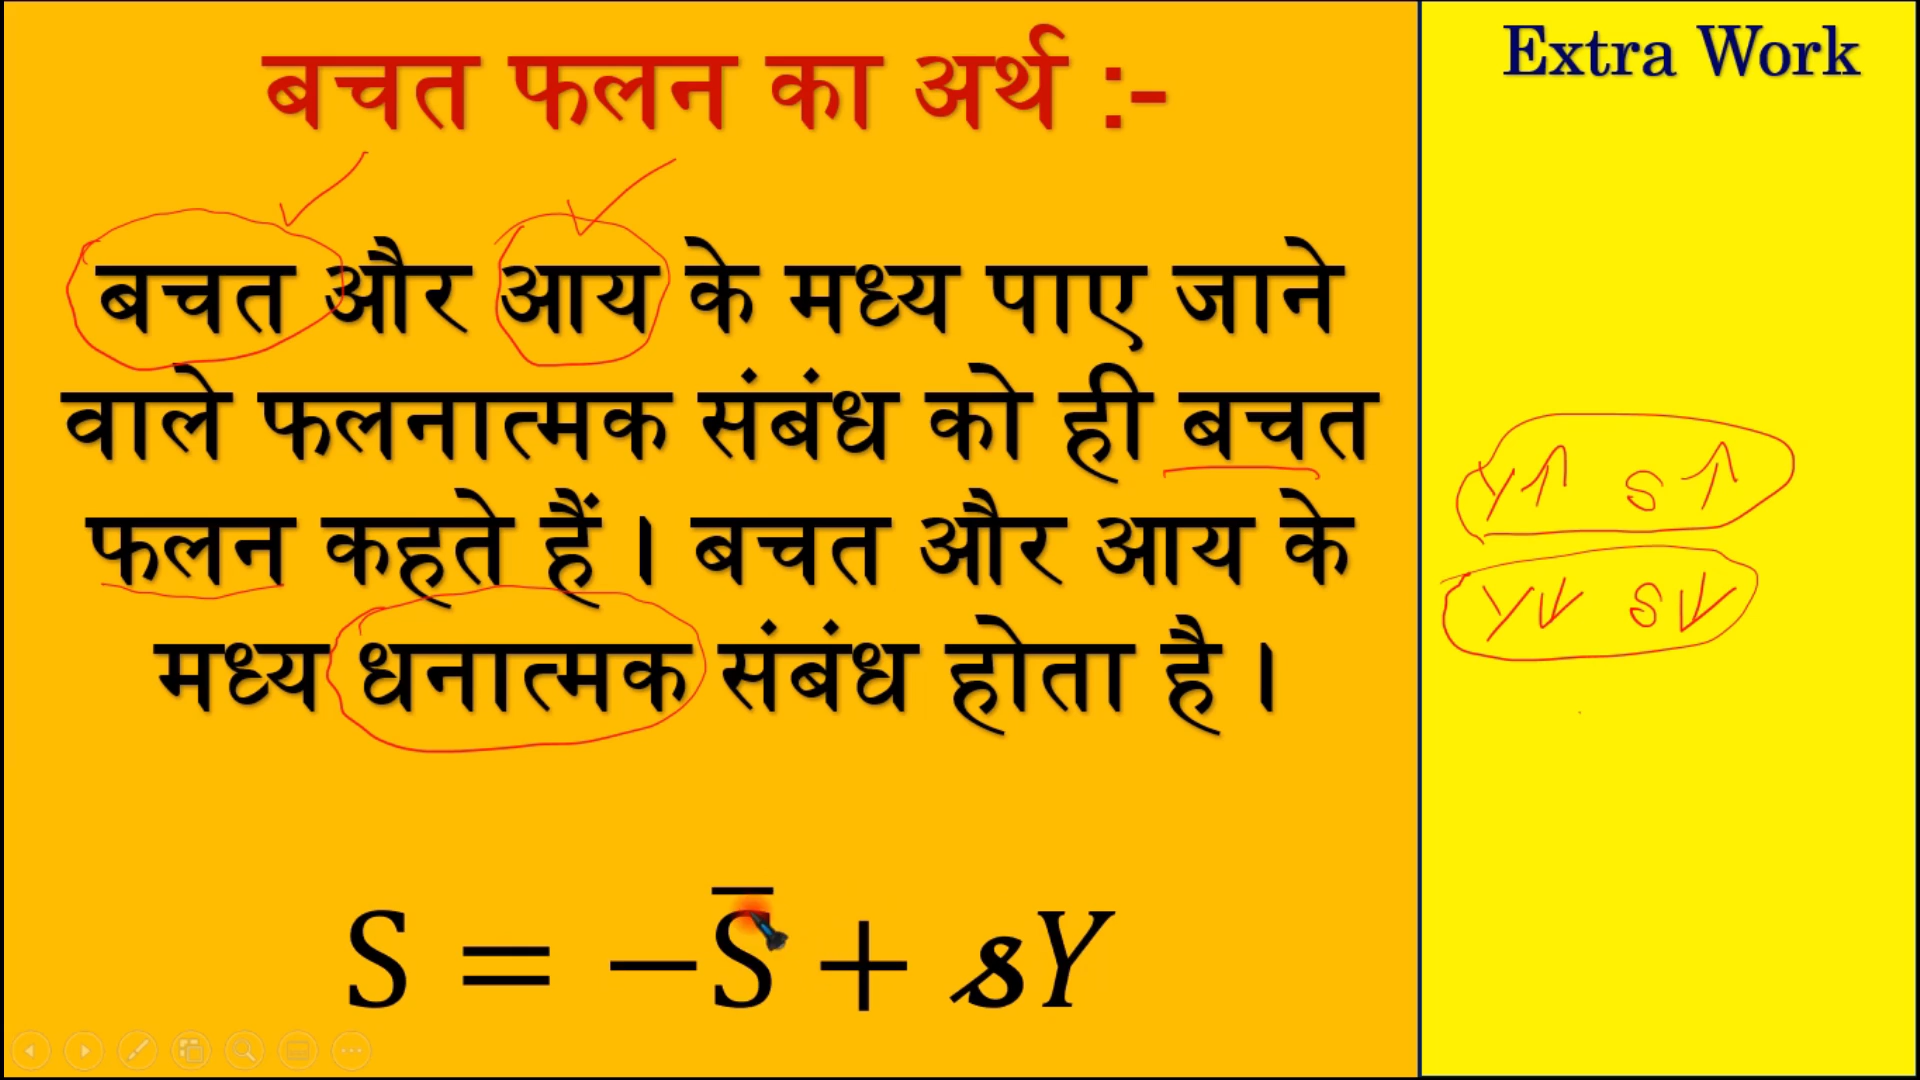 बचत फलन का अर्थ :-
बचत और आय के मध्य पाए जाने
वाले फलनात्मक संबंध को ही बचत
फलन कहते हैं । बचत और आय के
मध्य धनात्मक संबंध होता है ।
S = −S̅ + 𝓈Y
Extra Work
Y↑ S↑
Y↓ S↓